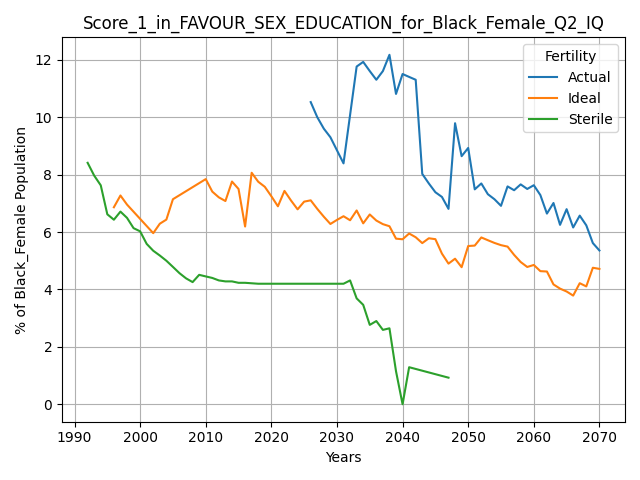 Score_1_in_FAVOUR_SEX_EDUCATION_for_Black_Female_Q2_IQ
Fertility
Actual
Ideal
Sterile
% of Black_Female Population
12
10
8
6
4
2
0
1990 2000 2010 2020 2030 2040 2050 2060 2070
Years